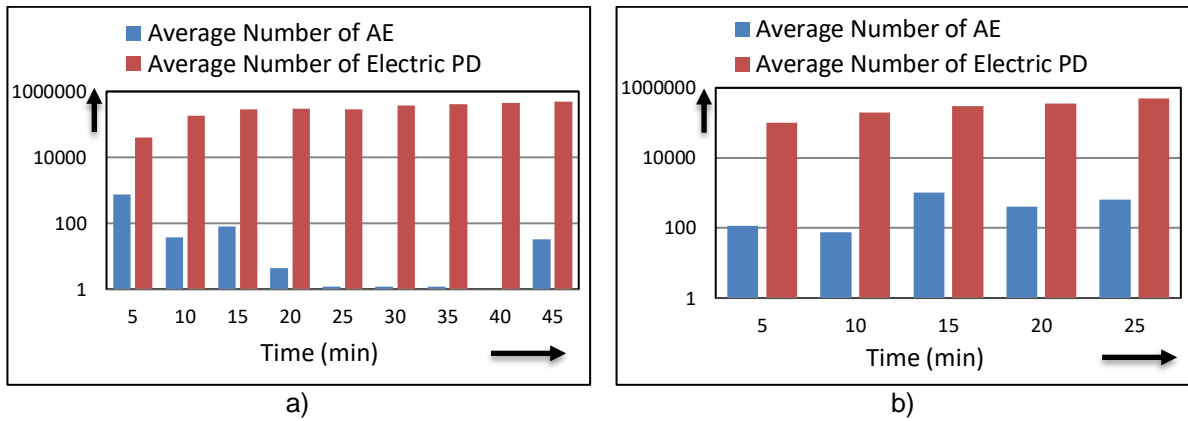 Average Number of AE
Average Number of Electric PD
1000000
10000
100
1
5 10 15 20 25 30 35 40 45
Time (min)
a)
Average Number of AE
Average Number of Electric PD
1000000
10000
100
1
5 10 15 20 25
Time (min)
b)